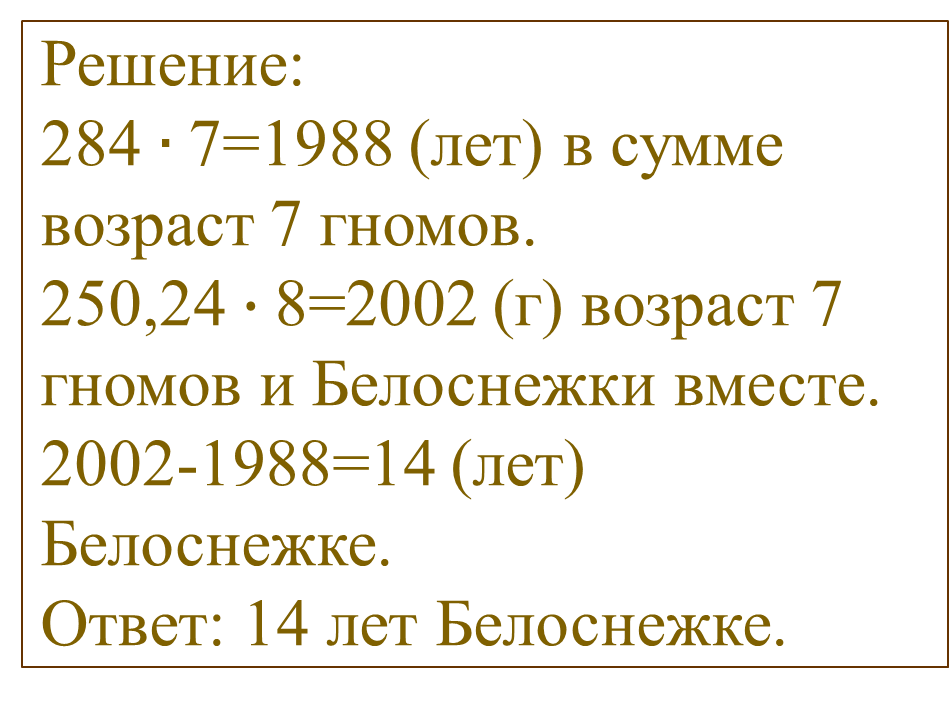 Решение:
284 · 7=1988 (лет) в сумме
возраст 7 гномов.
250,24 · 8=2002 (г) возраст 7
гномов и Белоснежки вместе.
2002-1988=14 (лет)
Белоснежке.
Ответ: 14 лет Белоснежке.